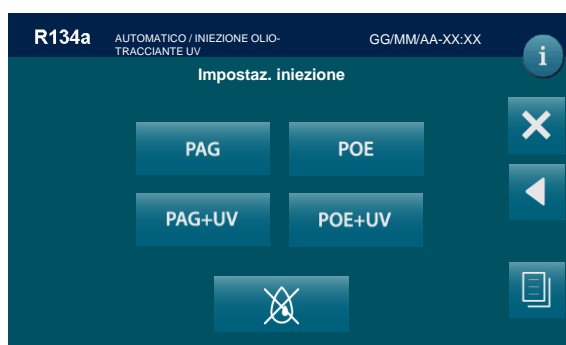 R134a
AUTOMATICO / INIEZIONE OLIO-
TRACCIANTE UV
GG/MM/AA-XX:XX
i
Impostaz. iniezione
PAG
POE
PAG+UV
POE+UV